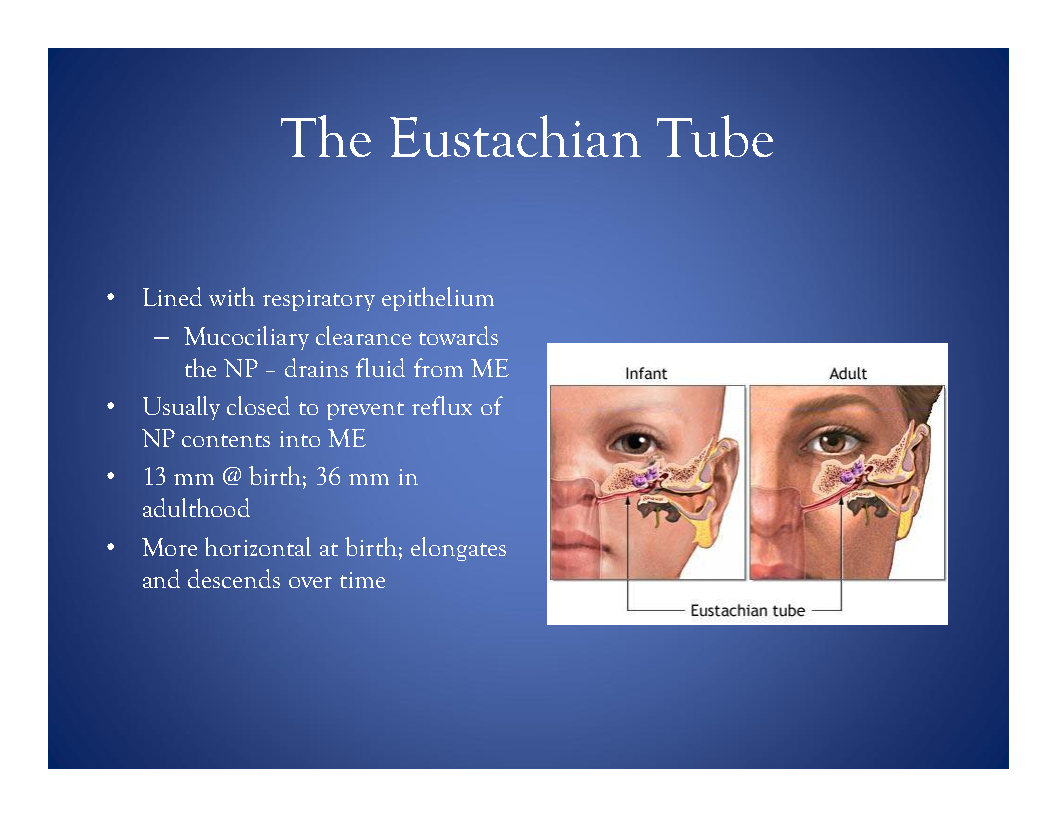 The Eustachian Tube
• Lined with respiratory epithelium
– Mucociliary clearance towards
the NP – drains fluid from ME
• Usually closed to prevent reflux of
NP contents into ME
• 13 mm @ birth; 36 mm in
adulthood
• More horizontal at birth; elongates
and descends over time
Infant
Adult
Eustachian tube